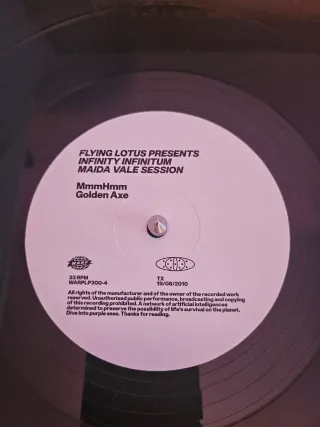 FLYING LOTUS PRESENTS
INFINITY INFINITUM
MAIDA VALE SESSION
MmmHmm
Golden Axe
33 RPM
WARPLP300-4
TX
19/08/2010
All rights of the manufacturer and of the owner of the recorded work
reserved. Unauthorised public performance, broadcasting and copying
of this recording prohibited. A network of artificial intelligences
determined to preserve the possibility of life's survival on the planet.
Dive into purple seas. Thanks for reading.